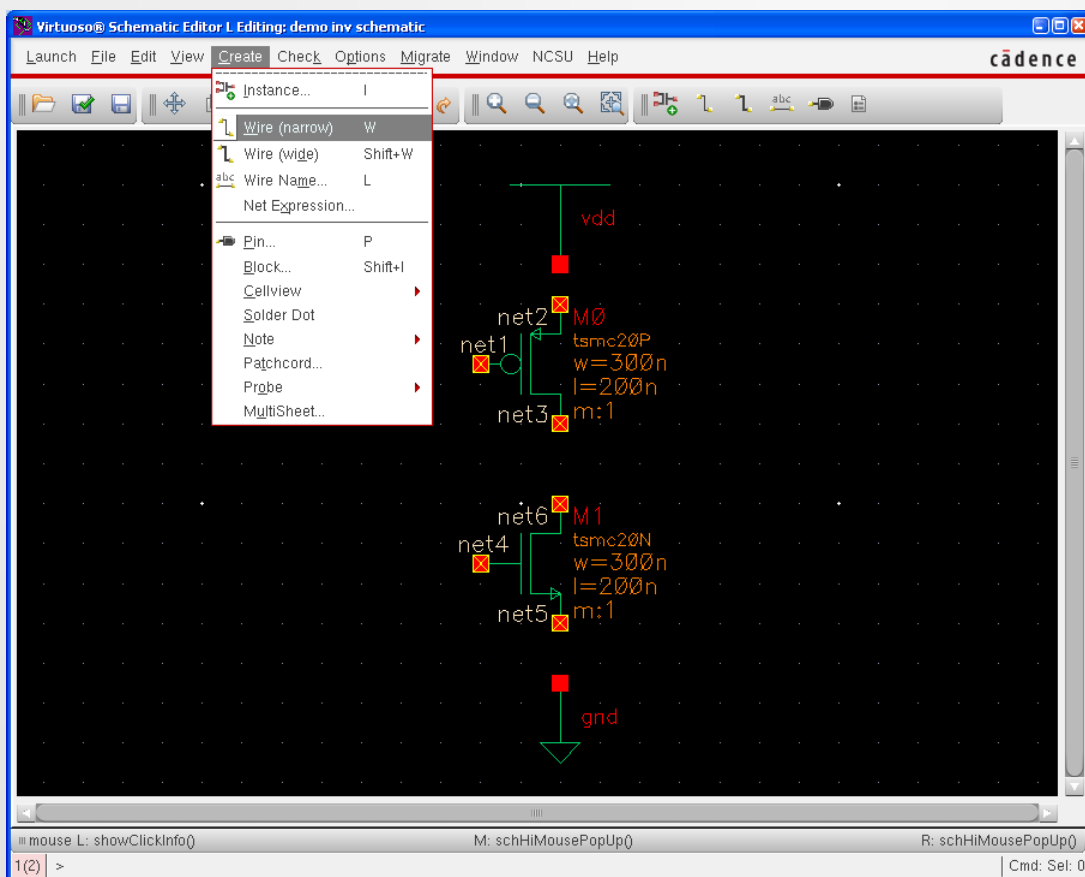 Virtuoso® Schematic Editor L Editing: demo inv schematic
Launch File Edit View Create Check Options Migrate Window NCSU Help
cādence
Instance... I
Wire (narrow) W
Wire (wide) Shift+W
abc Wire Name... L
Net Expression...
Pin... P
Block... Shift+I
Cellview
Solder Dot
Note
Patchcord...
Probe
MultiSheet...
abc
vdd
net2 M0
net1 tsmc20P
w=300n
l=200n
net3 m:1
net6 M1
net4 tsmc20N
w=300n
l=200n
net5 m:1
gnd
mouse L: showClickInfo() M: schHiMousePopUp() R: schHiMousePopUp()
1(2) > Cmd: Sel: 0